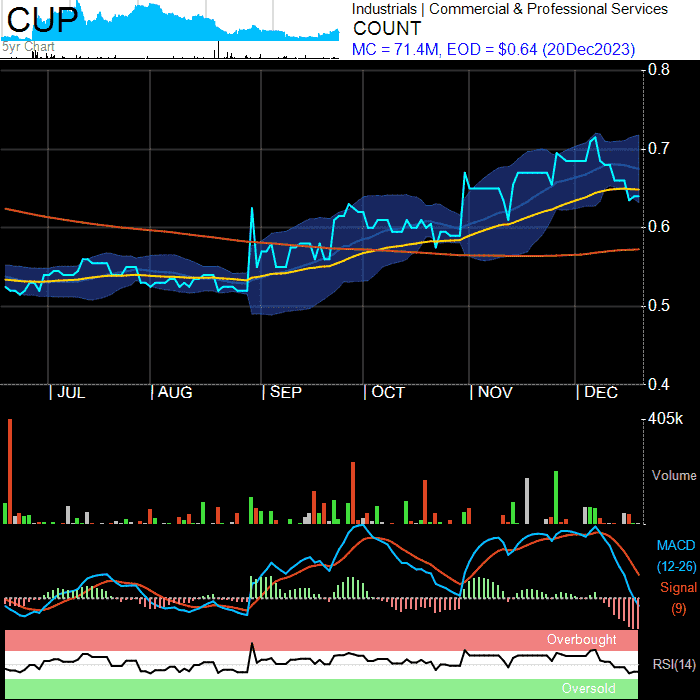 CUP
5yr Chart
Industrials | Commercial & Professional Services
COUNT
MC = 71.4M, EOD = $0.64 (20Dec2023)
0.8
0.7
0.6
0.5
0.4
| JUL | AUG | SEP | OCT | NOV | DEC
405k
Volume
MACD
(12-26)
Signal
(9)
Overbought
RSI(14)
Oversold